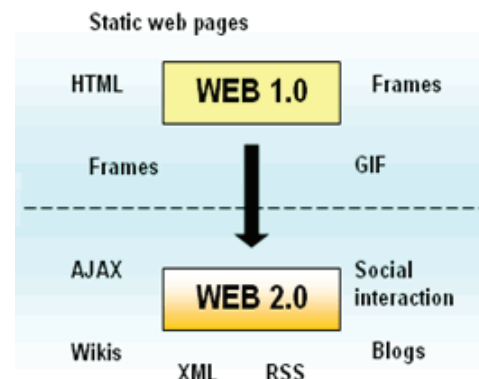 Static web pages
HTML
WEB 1.0
Frames
Frames
GIF
AJAX
WEB 2.0
Social
interaction
Wikis
Blogs
XML
RSS